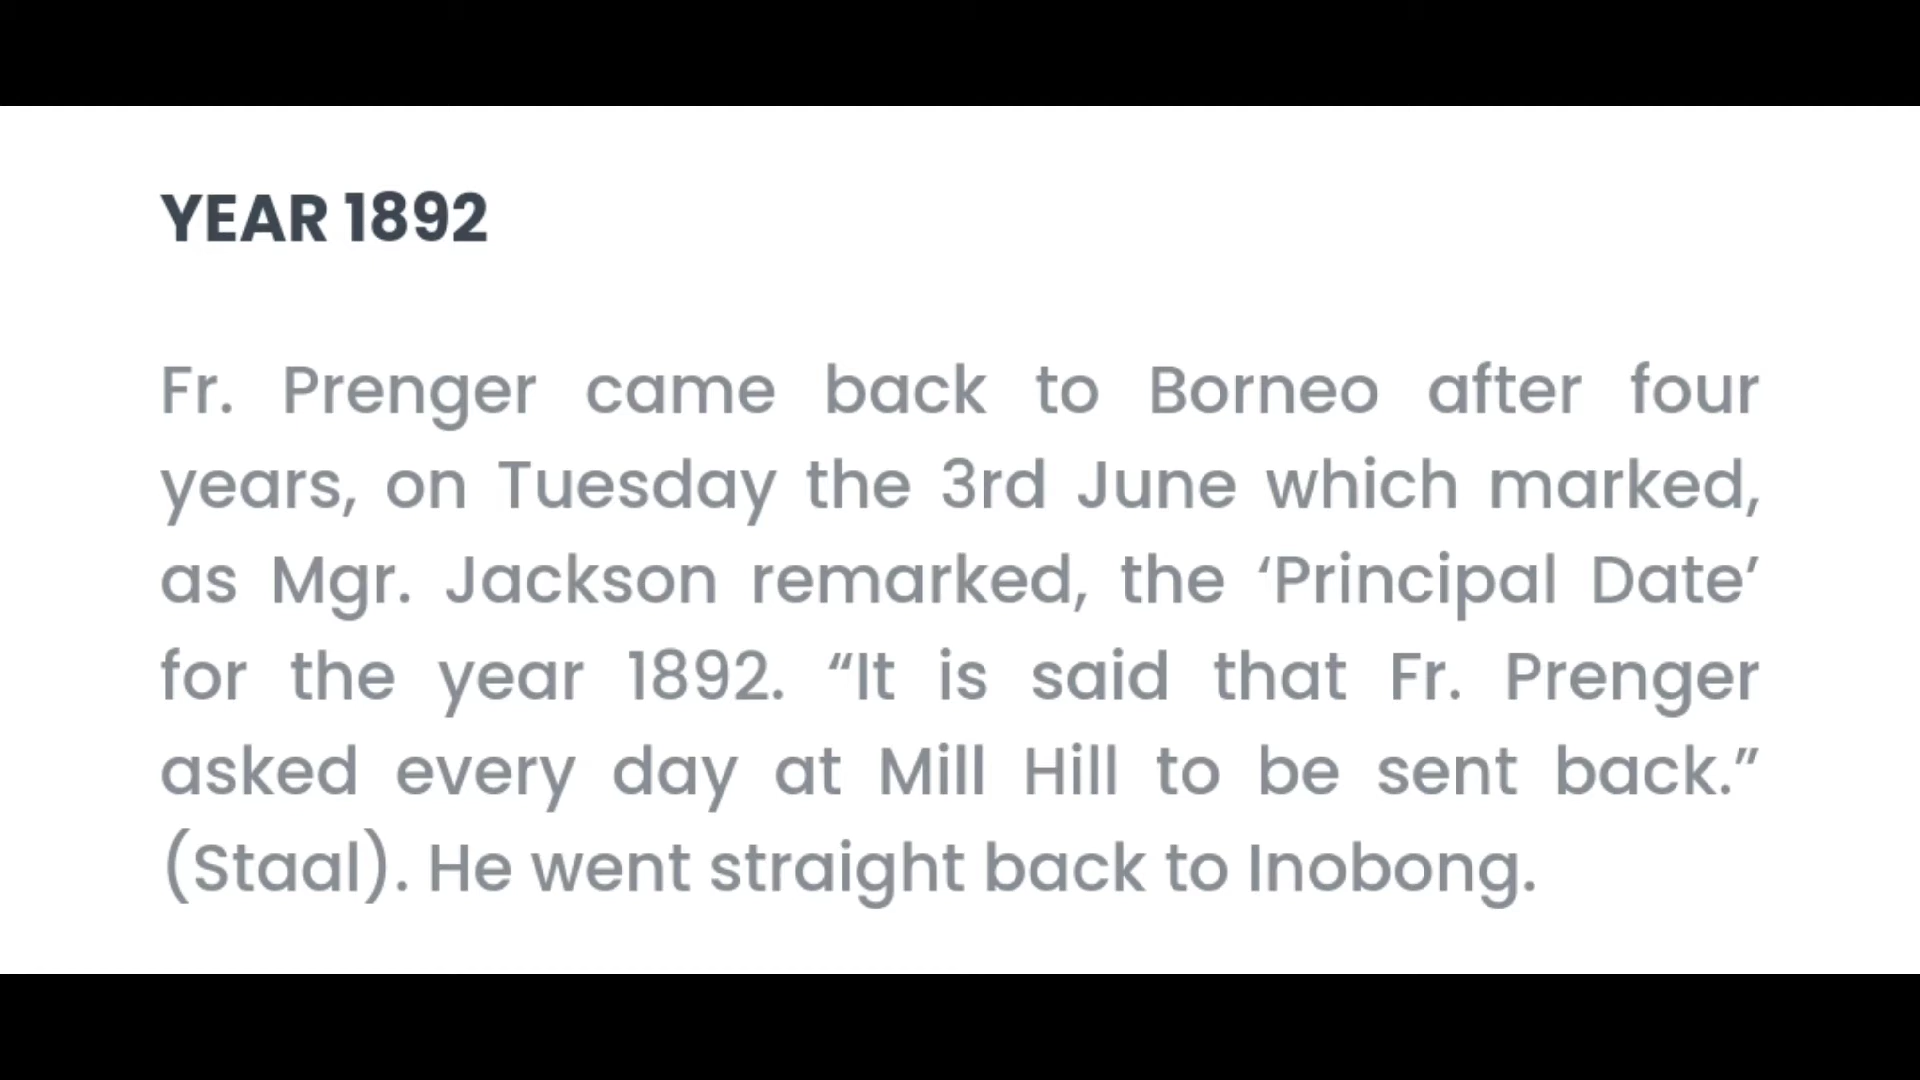 YEAR 1892
Fr. Prenger came back to Borneo after four
years, on Tuesday the 3rd June which marked,
as Mgr. Jackson remarked, the ‘Principal Date’
for the year 1892. “It is said that Fr. Prenger
asked every day at Mill Hill to be sent back.”
(Staal). He went straight back to Inobong.